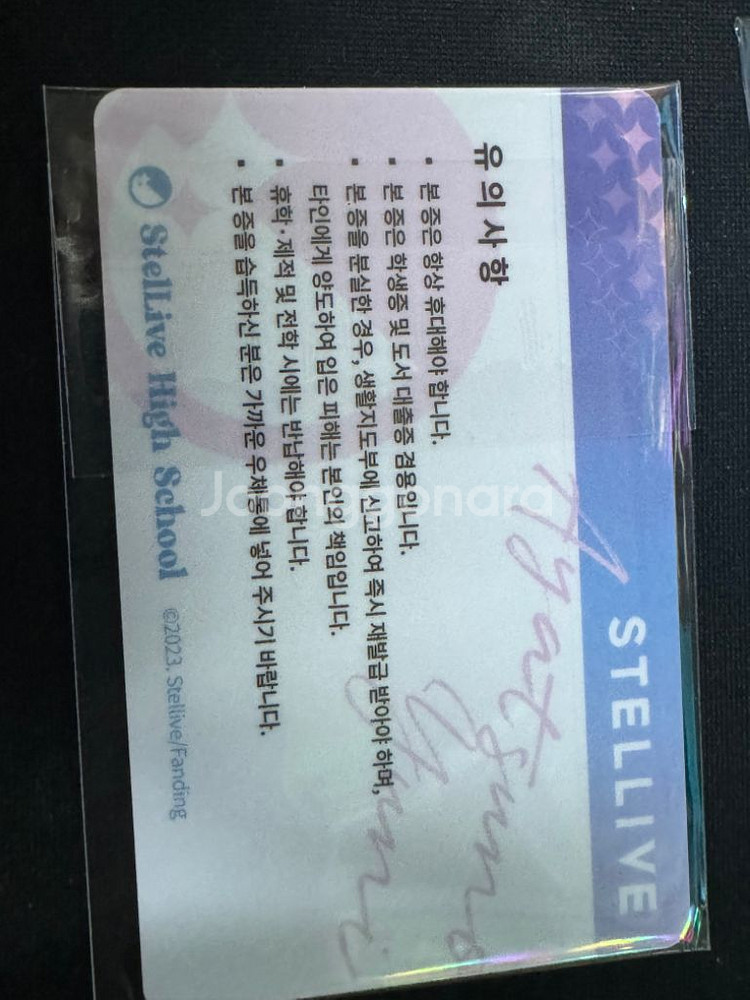 STELLIVE
유의사항
▪ 본증은 항상 휴대해야 합니다.
▪ 본증은 학생증 및 도서 대출증 겸용입니다.
▪ 본증을 분실한 경우, 생활지도부에 신고하여 즉시 재발급 받아야 하며,
타인에게 양도하여 입은 피해는 본인의 책임입니다.
▪ 휴학·제적 및 전학 시에는 반납해야 합니다.
▪ 본 증을 습득하신 분은 가까운 우체통에 넣어 주시기 바랍니다.
Ayatsuno
Yuni
StelLive High School ©2023. Stellive/Fanding
Joonggonara